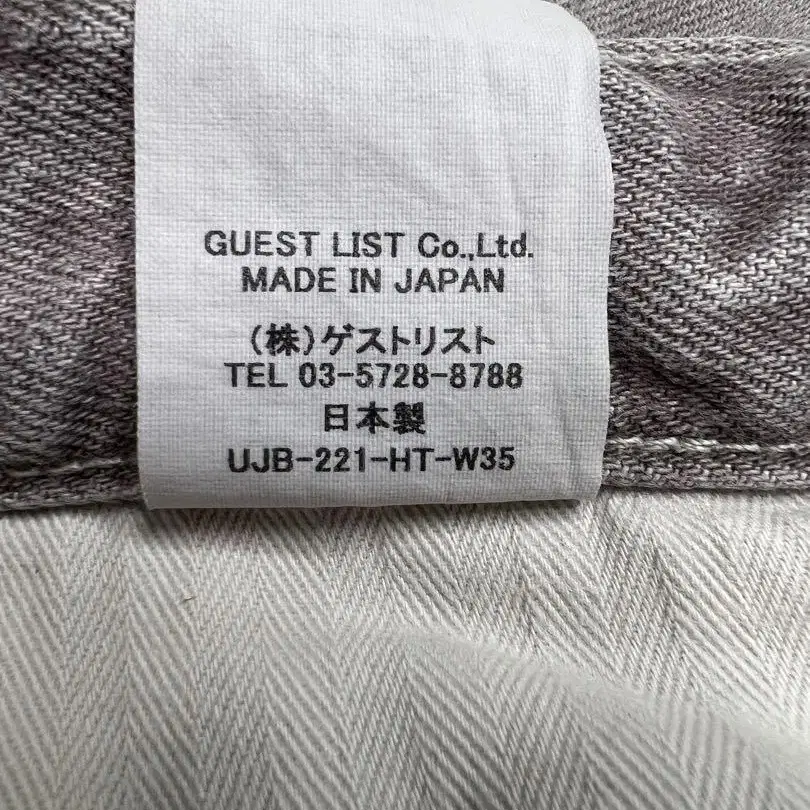 GUEST LIST Co.,Ltd.
MADE IN JAPAN
(株)ゲストリスト
TEL 03-5728-8788
日本製
UJB-221-HT-W35